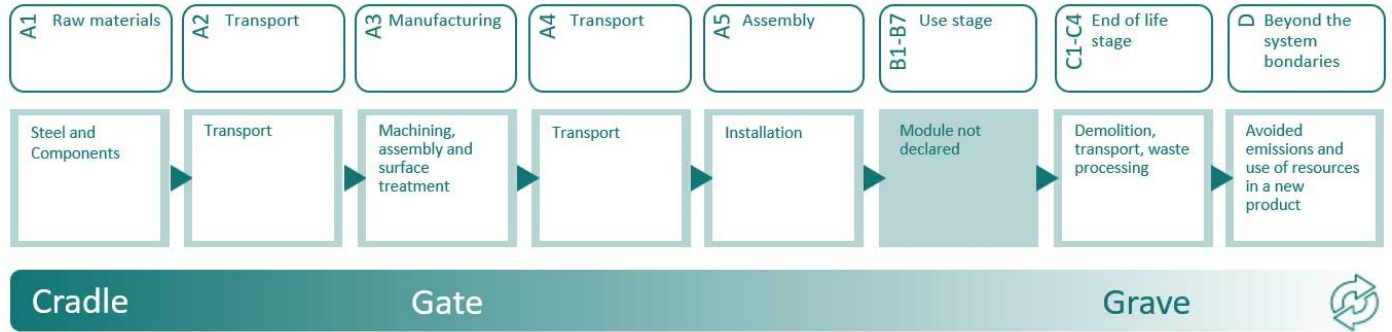 A1 Raw materials
A2 Transport
A3 Manufacturing
A4 Transport
A5 Assembly
B1-B7 Use stage
C1-C4 End of life
stage
D Beyond the
system
bondaries
Steel and
Components
Transport
Machining,
assembly and
surface
treatment
Transport
Installation
Module not
declared
Demolition,
transport, waste
processing
Avoided
emissions and
use of resources
in a new
product
Cradle
Gate
Grave